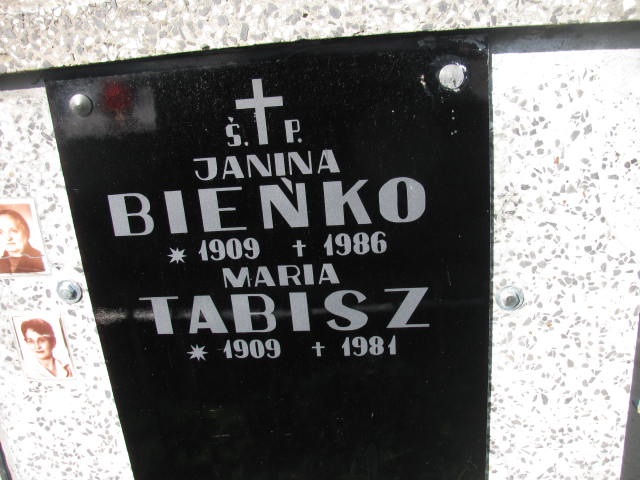 Ś. P.
JANINA
BIEŃKO
* 1909 † 1986
MARIA
TABISZ
* 1909 † 1981